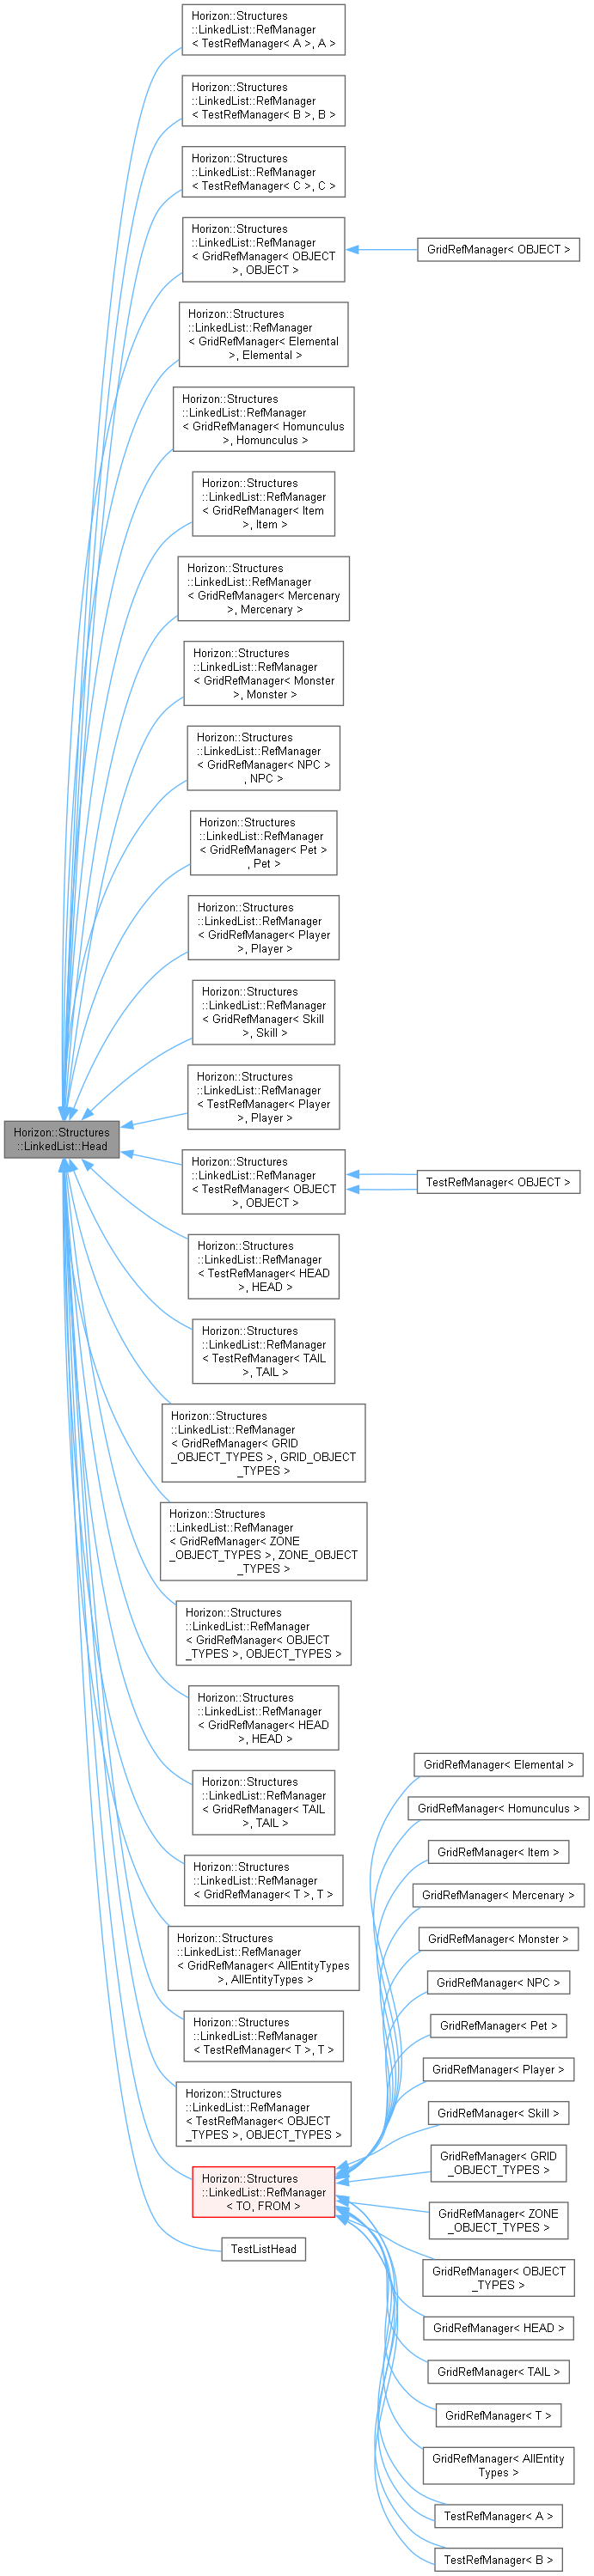 Horizon::Structures
::LinkedList::RefManager
< TestRefManager< A >, A >
Horizon::Structures
::LinkedList::RefManager
< TestRefManager< B >, B >
Horizon::Structures
::LinkedList::RefManager
< TestRefManager< C >, C >
Horizon::Structures
::LinkedList::RefManager
< GridRefManager< OBJECT
>, OBJECT >
GridRefManager< OBJECT >
Horizon::Structures
::LinkedList::RefManager
< GridRefManager< Elemental
>, Elemental >
Horizon::Structures
::LinkedList::RefManager
< GridRefManager< Homunculus
>, Homunculus >
Horizon::Structures
::LinkedList::RefManager
< GridRefManager< Item
>, Item >
Horizon::Structures
::LinkedList::RefManager
< GridRefManager< Mercenary
>, Mercenary >
Horizon::Structures
::LinkedList::RefManager
< GridRefManager< Monster
>, Monster >
Horizon::Structures
::LinkedList::RefManager
< GridRefManager< NPC >
, NPC >
Horizon::Structures
::LinkedList::RefManager
< GridRefManager< Pet >
, Pet >
Horizon::Structures
::LinkedList::RefManager
< GridRefManager< Player
>, Player >
Horizon::Structures
::LinkedList::RefManager
< GridRefManager< Skill
>, Skill >
Horizon::Structures
::LinkedList::RefManager
< TestRefManager< Player
>, Player >
Horizon::Structures
::LinkedList::Head
Horizon::Structures
::LinkedList::RefManager
< TestRefManager< OBJECT
>, OBJECT >
TestRefManager< OBJECT >
Horizon::Structures
::LinkedList::RefManager
< TestRefManager< HEAD
>, HEAD >
Horizon::Structures
::LinkedList::RefManager
< TestRefManager< TAIL
>, TAIL >
Horizon::Structures
::LinkedList::RefManager
< GridRefManager< GRID
_OBJECT_TYPES >, GRID_OBJECT
_TYPES >
Horizon::Structures
::LinkedList::RefManager
< GridRefManager< ZONE
_OBJECT_TYPES >, ZONE_OBJECT
_TYPES >
Horizon::Structures
::LinkedList::RefManager
< GridRefManager< OBJECT
_TYPES >, OBJECT_TYPES >
Horizon::Structures
::LinkedList::RefManager
< GridRefManager< HEAD
>, HEAD >
Horizon::Structures
::LinkedList::RefManager
< GridRefManager< TAIL
>, TAIL >
Horizon::Structures
::LinkedList::RefManager
< GridRefManager< T >, T >
Horizon::Structures
::LinkedList::RefManager
< GridRefManager< AllEntityTypes
>, AllEntityTypes >
Horizon::Structures
::LinkedList::RefManager
< TestRefManager< T >, T >
Horizon::Structures
::LinkedList::RefManager
< TestRefManager< OBJECT
_TYPES >, OBJECT_TYPES >
Horizon::Structures
::LinkedList::RefManager
< TO, FROM >
TestListHead
GridRefManager< Elemental >
GridRefManager< Homunculus >
GridRefManager< Item >
GridRefManager< Mercenary >
GridRefManager< Monster >
GridRefManager< NPC >
GridRefManager< Pet >
GridRefManager< Player >
GridRefManager< Skill >
GridRefManager< GRID
_OBJECT_TYPES >
GridRefManager< ZONE
_OBJECT_TYPES >
GridRefManager< OBJECT
_TYPES >
GridRefManager< HEAD >
GridRefManager< TAIL >
GridRefManager< T >
GridRefManager< AllEntity
Types >
TestRefManager< A >
TestRefManager< B >